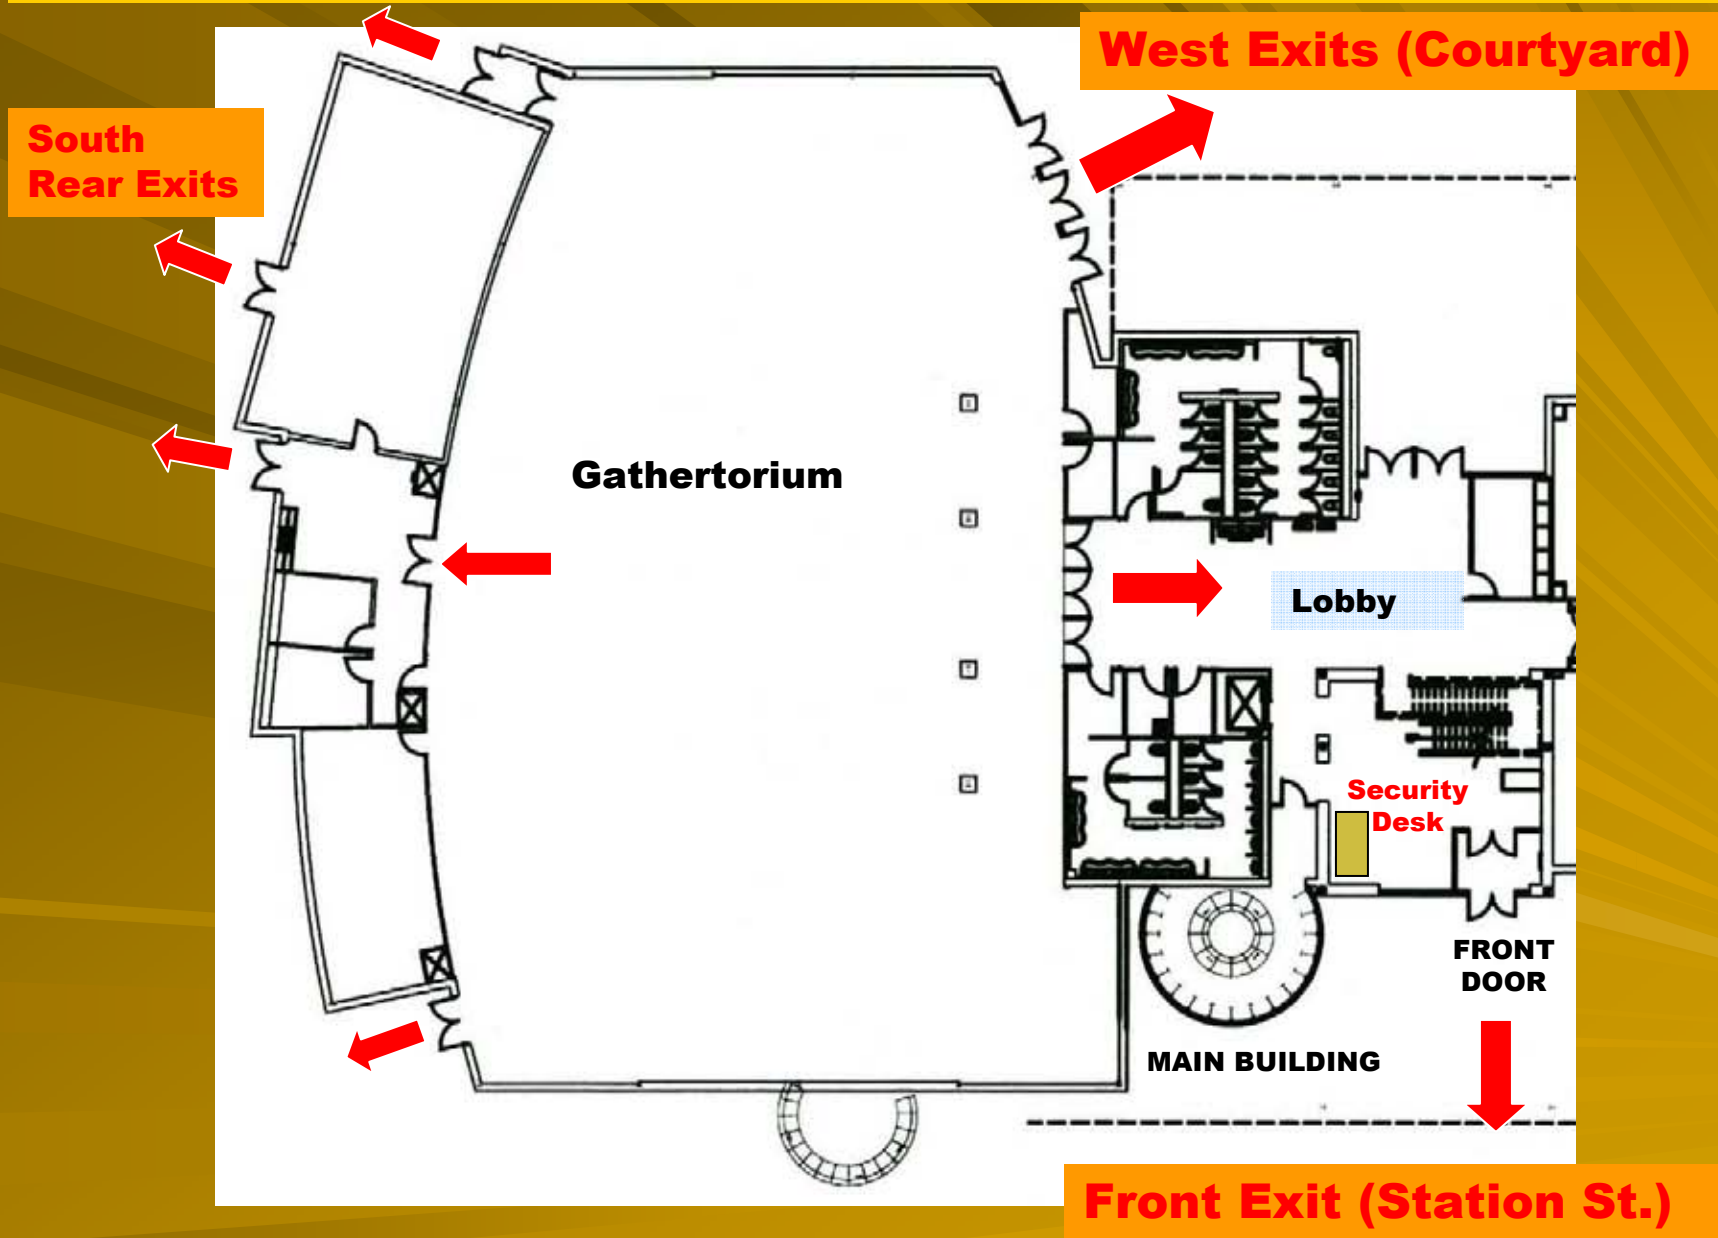 West Exits (Courtyard)
South
Rear Exits
Gathertorium
Lobby
Security
Desk
FRONT
DOOR
MAIN BUILDING
Front Exit (Station St.)